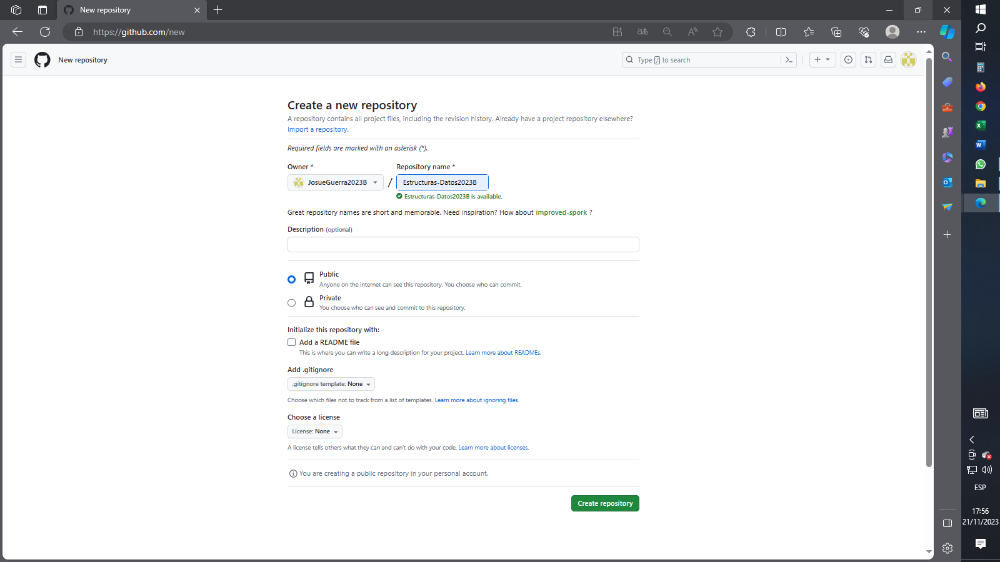 New repository
https://github.com/new
New repository
Type / to search
Create a new repository
A repository contains all project files, including the revision history. Already have a project repository elsewhere?
Import a repository.
Required fields are marked with an asterisk (*).
Owner *
Repository name *
JosueGuerra2023B
/
Estructuras-Datos2023B
Estructuras-Datos2023B is available.
Great repository names are short and memorable. Need inspiration? How about improved-spork ?
Description (optional)
Public
Anyone on the internet can see this repository. You choose who can commit.
Private
You choose who can see and commit to this repository.
Initialize this repository with:
Add a README file
This is where you can write a long description for your project. Learn more about READMEs.
Add .gitignore
.gitignore template: None
Choose which files not to track from a list of templates. Learn more about ignoring files.
Choose a license
License: None
A license tells others what they can and can't do with your code. Learn more about licenses.
You are creating a public repository in your personal account.
Create repository
ESP
17:56
21/11/2023